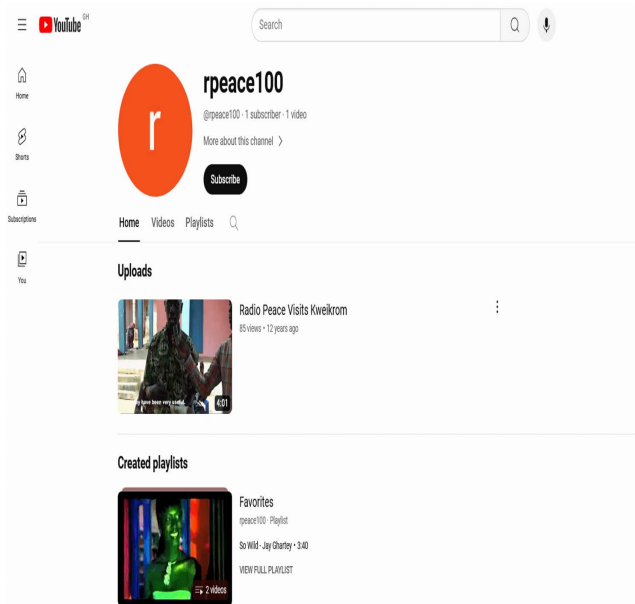 YouTube GH
Search
Home
Shorts
Subscriptions
You
rpeace100
@rpeace100 · 1 subscriber · 1 video
More about this channel
Subscribe
Home Videos Playlists
Uploads
Radio Peace Visits Kweikrom
85 views • 12 years ago
have been very useful.
4:01
Created playlists
Favorites
rpeace100 · Playlist
So Wild - Jay Ghartey • 3:40
VIEW FULL PLAYLIST
2 videos